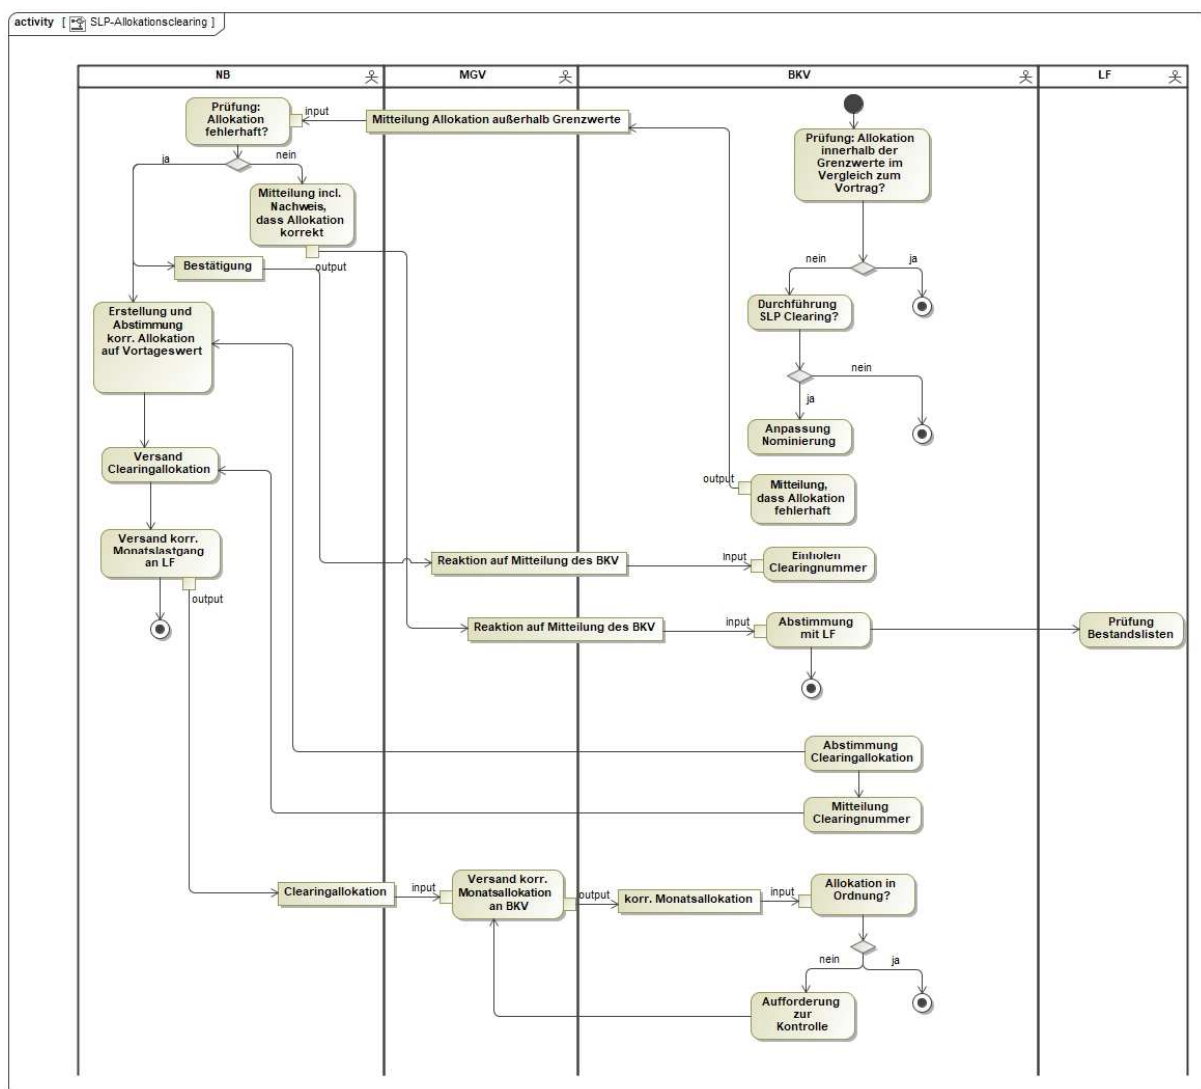 activity [ SLP-Allokationsclearing ]
NB
MGV
BKV
LF
Prüfung:
Allokation
fehlerhaft?
input
Mitteilung Allokation außerhalb Grenzwerte
Prüfung: Allokation
innerhalb der
Grenzwerte im
Vergleich zum
Vortrag?
ja
nein
Mitteilung incl.
Nachweis,
dass Allokation
korrekt
output
Bestätigung
nein
ja
Erstellung und
Abstimmung
korr. Allokation
auf Vortageswert
Durchführung
SLP Clearing?
nein
ja
Anpassung
Nominierung
Versand
Clearingallokation
output
Mitteilung,
dass Allokation
fehlerhaft
Versand korr.
Monatslastgang
an LF
output
Reaktion auf Mitteilung des BKV
input
Einholen
Clearingnummer
Reaktion auf Mitteilung des BKV
input
Abstimmung
mit LF
Prüfung
Bestandslisten
Abstimmung
Clearingallokation
Mitteilung
Clearingnummer
Clearingallokation
input
Versand korr.
Monatsallokation
an BKV
output
korr. Monatsallokation
input
Allokation in
Ordnung?
nein
ja
Aufforderung
zur
Kontrolle